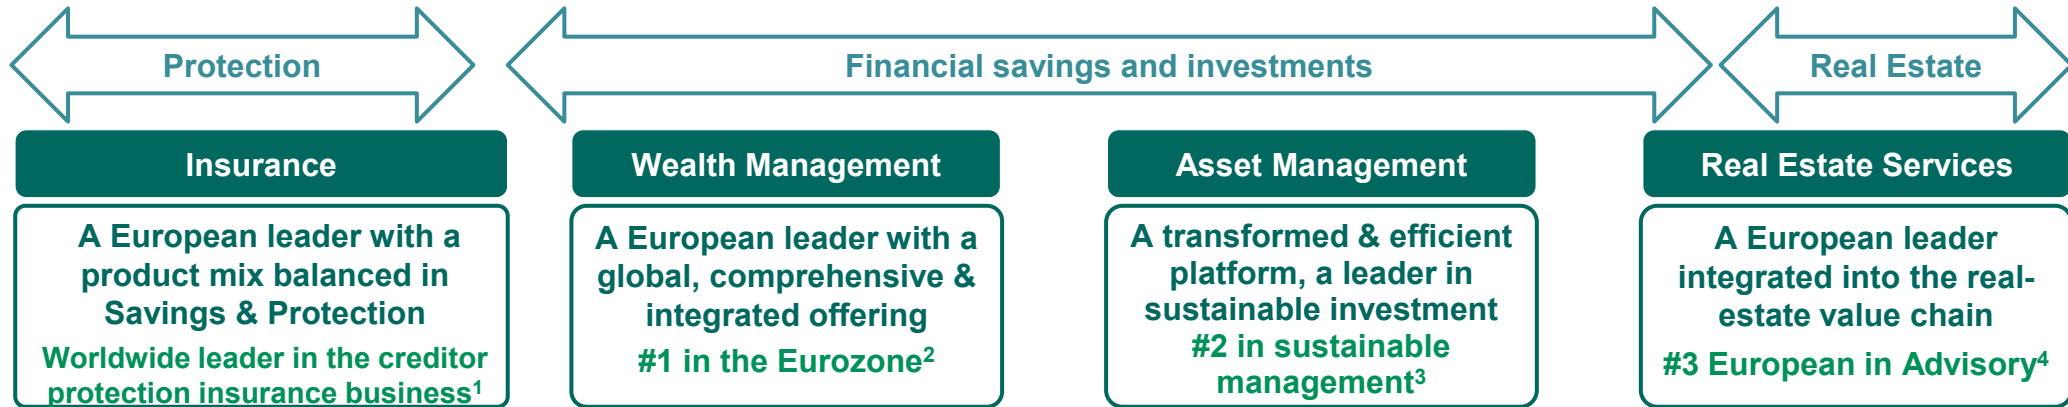 Protection
Financial savings and investments
Real Estate
Insurance
Wealth Management
Asset Management
Real Estate Services
A European leader with a
product mix balanced in
Savings & Protection
Worldwide leader in the creditor
protection insurance business¹
A European leader with a
global, comprehensive &
integrated offering
#1 in the Eurozone²
A transformed & efficient
platform, a leader in
sustainable investment
#2 in sustainable
management³
A European leader
integrated into the real-
estate value chain
#3 European in Advisory⁴